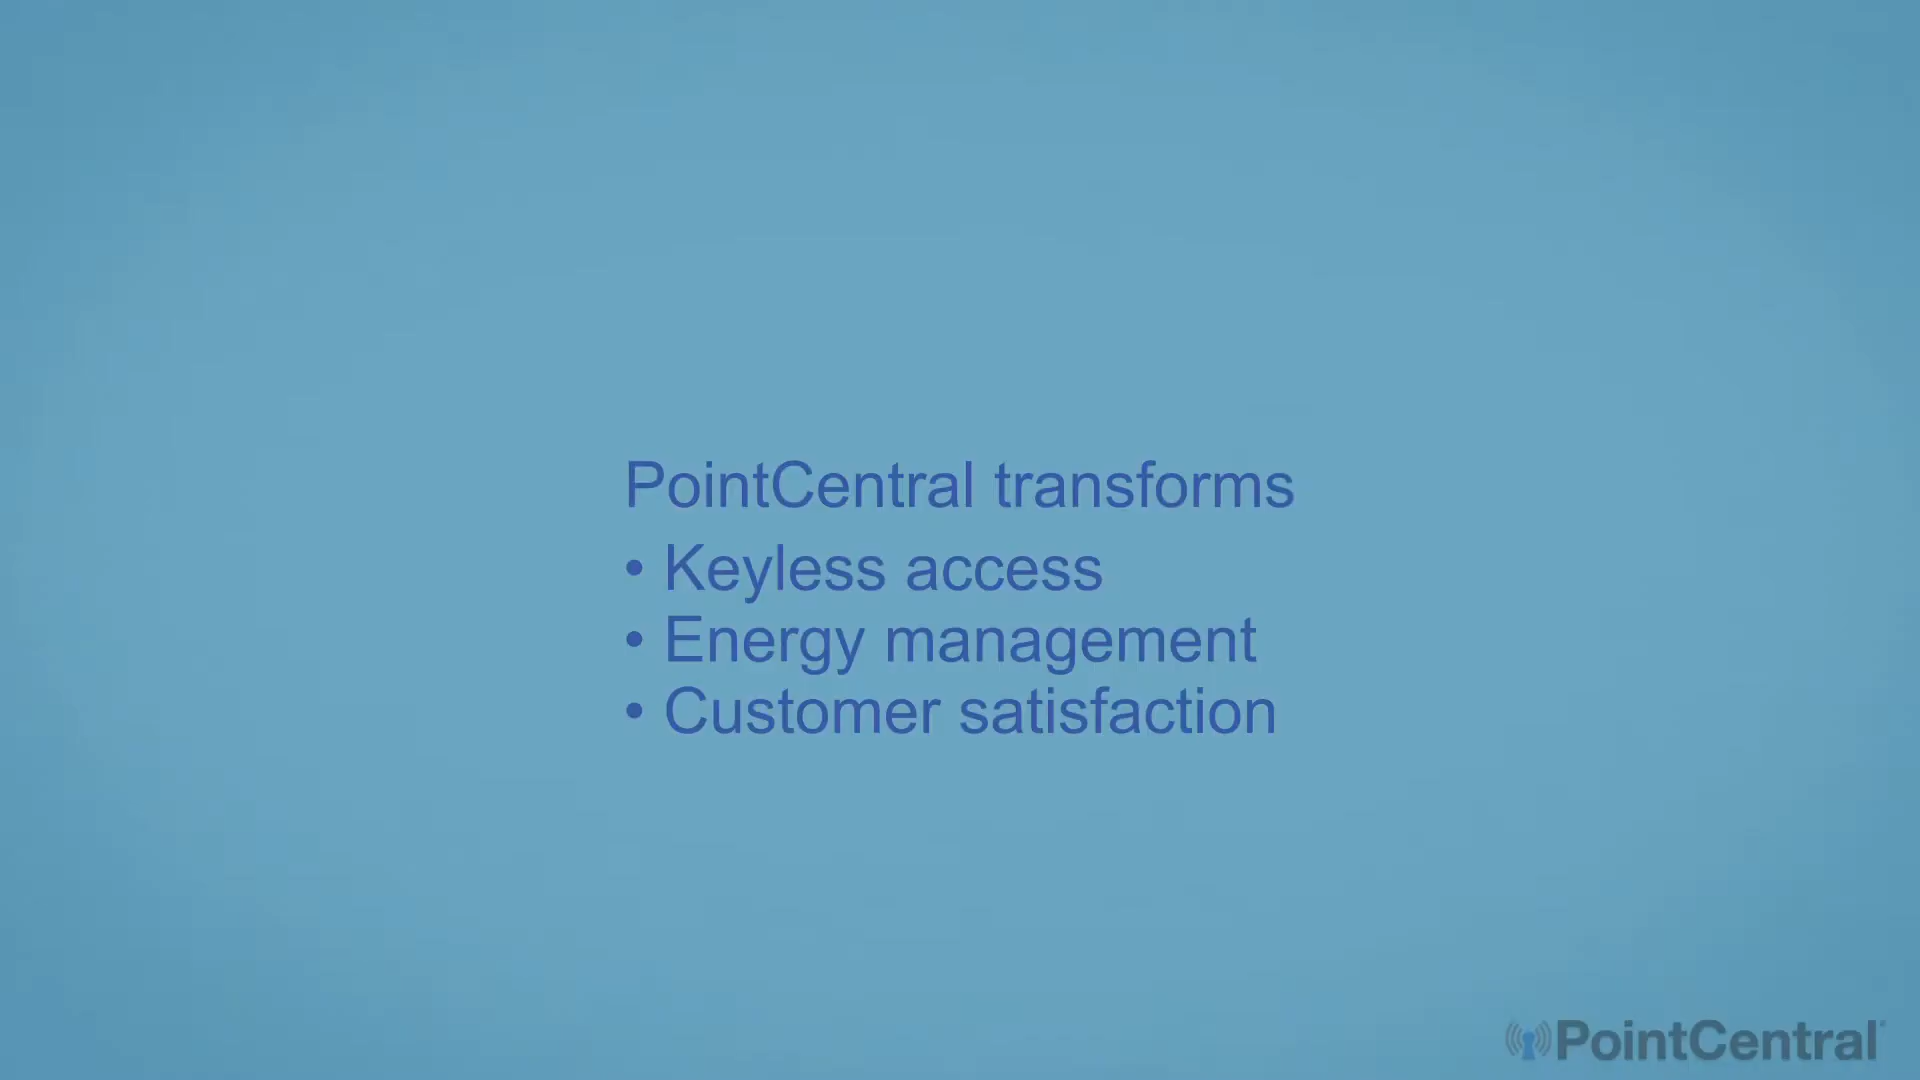 PointCentral transforms
• Keyless access
• Energy management
• Customer satisfaction
PointCentral